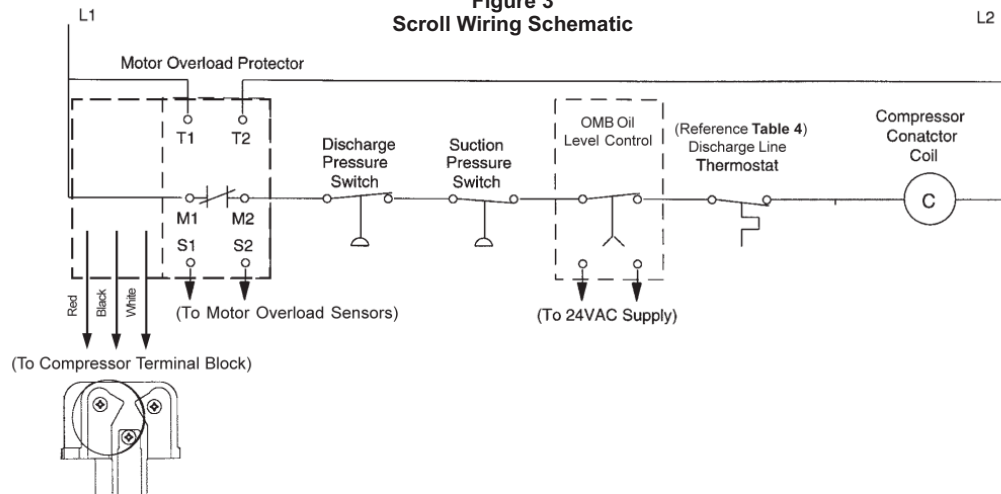 Figure 3
Scroll Wiring Schematic
L1
L2
Motor Overload Protector
T1
T2
Discharge
Pressure
Switch
Suction
Pressure
Switch
OMB Oil
Level Control
(Reference Table 4)
Discharge Line
Thermostat
Compressor
Conatctor
Coil
C
M1
M2
S1
S2
Red
Black
White
(To Motor Overload Sensors)
(To 24VAC Supply)
(To Compressor Terminal Block)